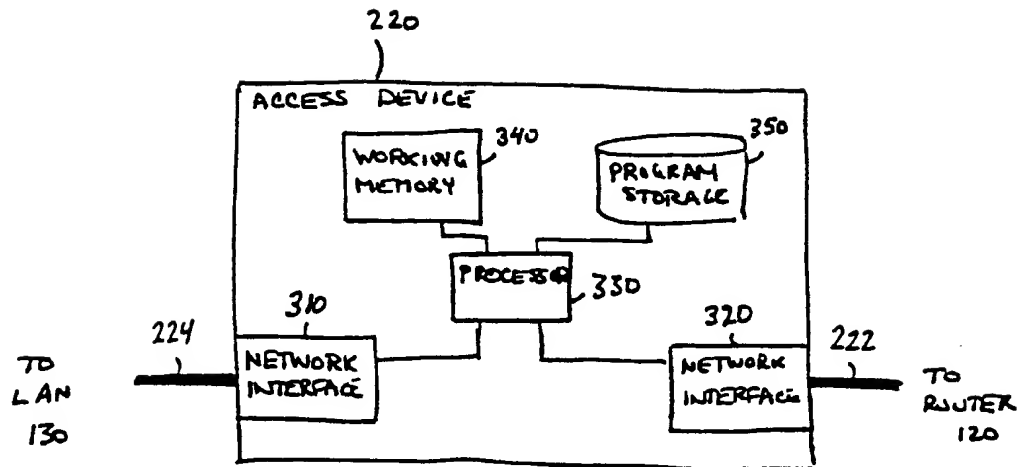 220
ACCESS DEVICE
WORKING
MEMORY
340
PROGRAM
STORAGE
350
PROCESSOR
330
310
NETWORK
INTERFACE
224
TO
LAN
130
320
NETWORK
INTERFACE
222
TO
ROUTER
120